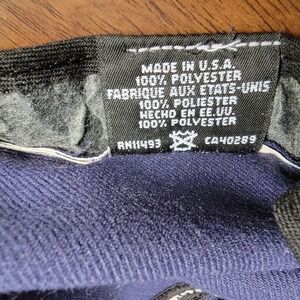 MADE IN U.S.A.
100% POLYESTER
FABRIQUE AUX ETATS-UNIS
100% POLIESTER
HECHO EN EE.UU.
100% POLYESTER
RN11493 CA40289